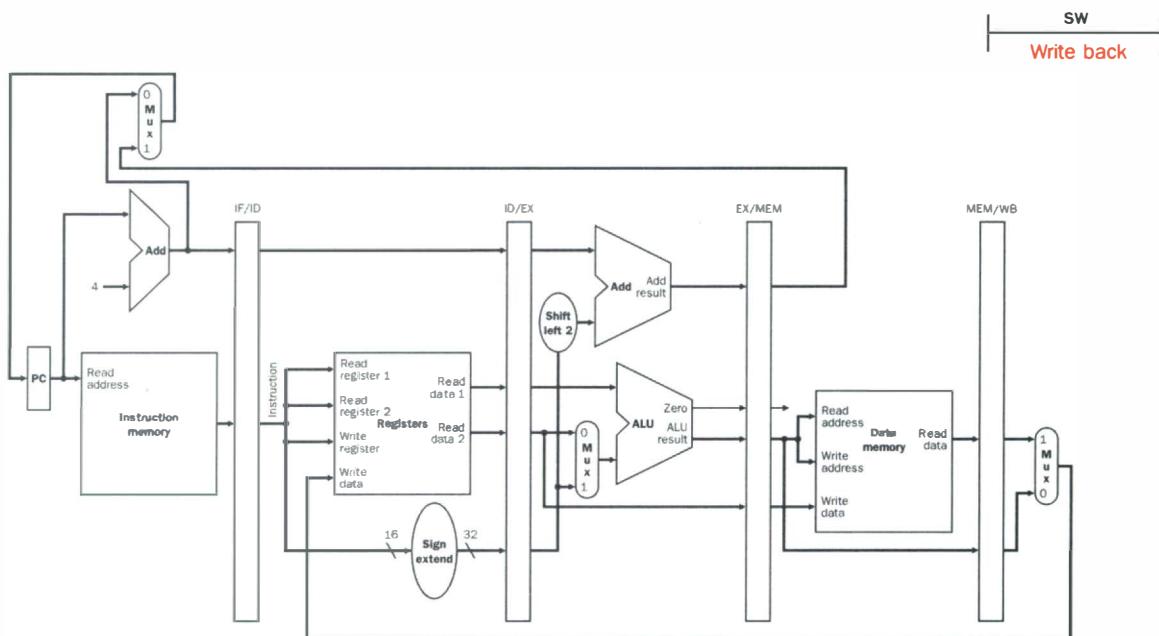 SW
Write back
0
M
u
x
1
IF/ID
ID/EX
EX/MEM
MEM/WB
Add
4
Add
Add
result
Shift
left 2
PC
Read
address
Instruction
memory
Instruction
Read
register 1
Read
register 2
Write
register
Write
data
Registers
Read
data 1
Read
data 2
0
M
u
x
1
Zero
ALU
ALU
result
Read
address
Write
address
Write
data
Data
memory
Read
data
1
M
u
x
0
16
Sign
extend
32